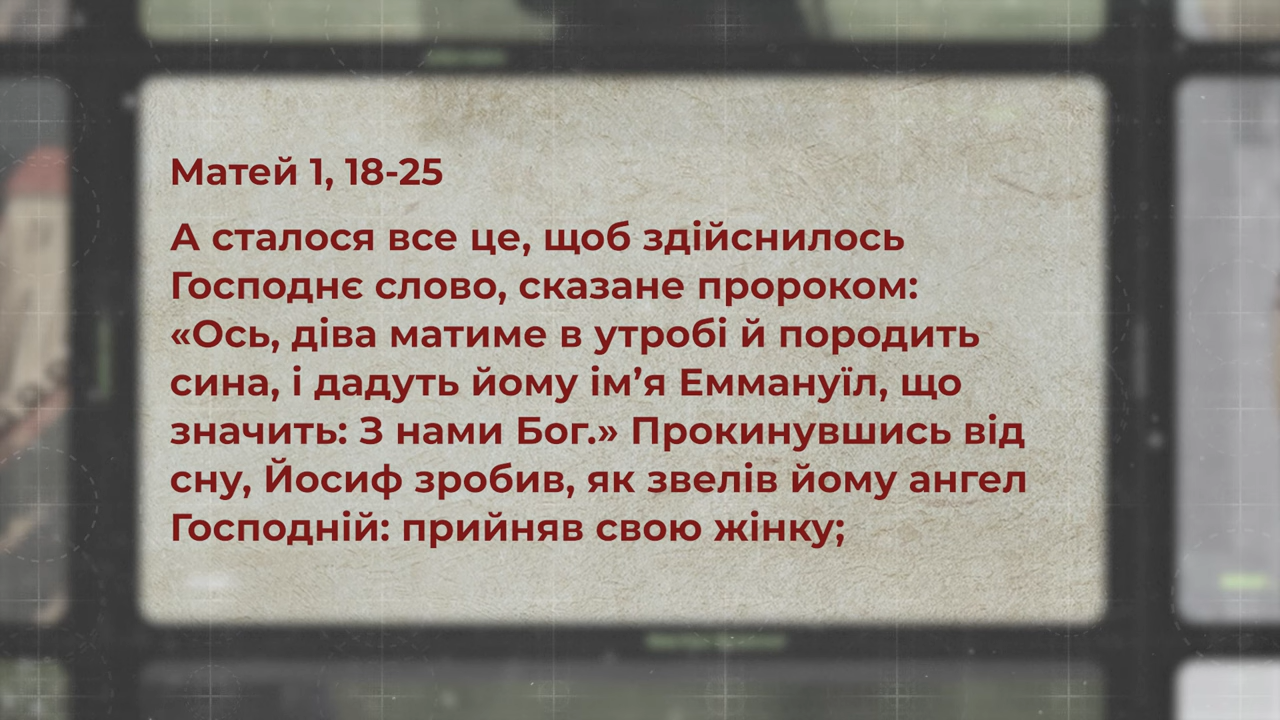 Матей 1, 18-25
А сталося все це, щоб здійснилось
Господнє слово, сказане пророком:
«Ось, діва матиме в утробі й породить
сина, і дадуть йому ім’я Еммануїл, що
значить: З нами Бог.» Прокинувшись від
сну, Йосиф зробив, як звелів йому ангел
Господній: прийняв свою жінку;